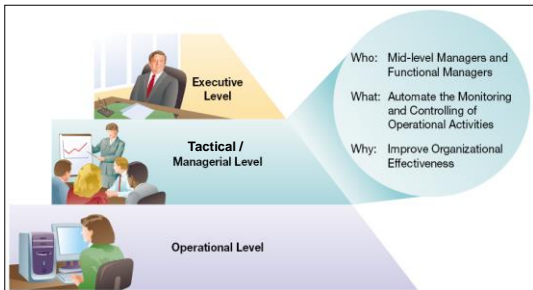 Executive
Level
Tactical /
Managerial Level
Operational Level
Who: Mid-level Managers and
Functional Managers
What: Automate the Monitoring
and Controlling of
Operational Activities
Why: Improve Organizational
Effectiveness